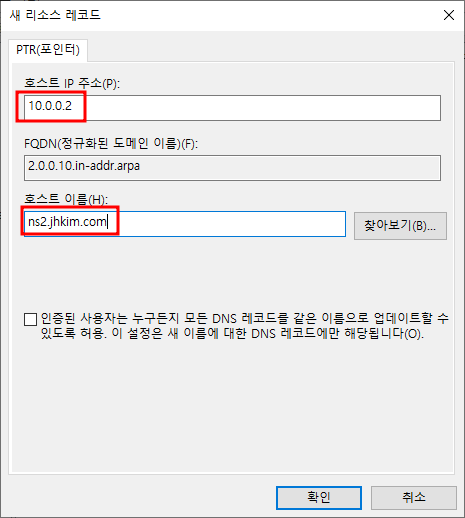 새 리소스 레코드
PTR(포인터)
호스트 IP 주소(P):
10.0.0.2
FQDN(정규화된 도메인 이름)(F):
2.0.0.10.in-addr.arpa
호스트 이름(H):
ns2.jhkim.com
찾아보기(B)...
인증된 사용자는 누구든지 모든 DNS 레코드를 같은 이름으로 업데이트할 수
있도록 허용. 이 설정은 새 이름에 대한 DNS 레코드에만 해당됩니다(O).
확인
취소